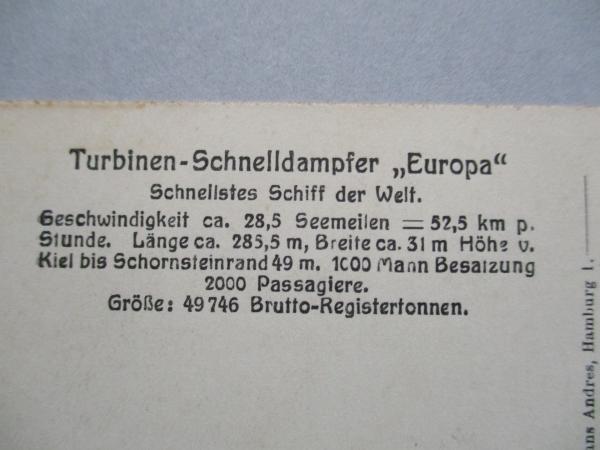 Turbinen-Schnelldampfer „Europa“
Schnellstes Schiff der Welt.
Geschwindigkeit ca. 28,5 Seemeilen = 52,5 km p.
Stunde. Länge ca. 285,5 m, Breite ca. 31 m Höhe v.
Kiel bis Schornsteinrand 49 m. 1000 Mann Besatzung
2000 Passagiere.
Größe: 49746 Brutto-Registertonnen.
Andres, Hamburg 1.